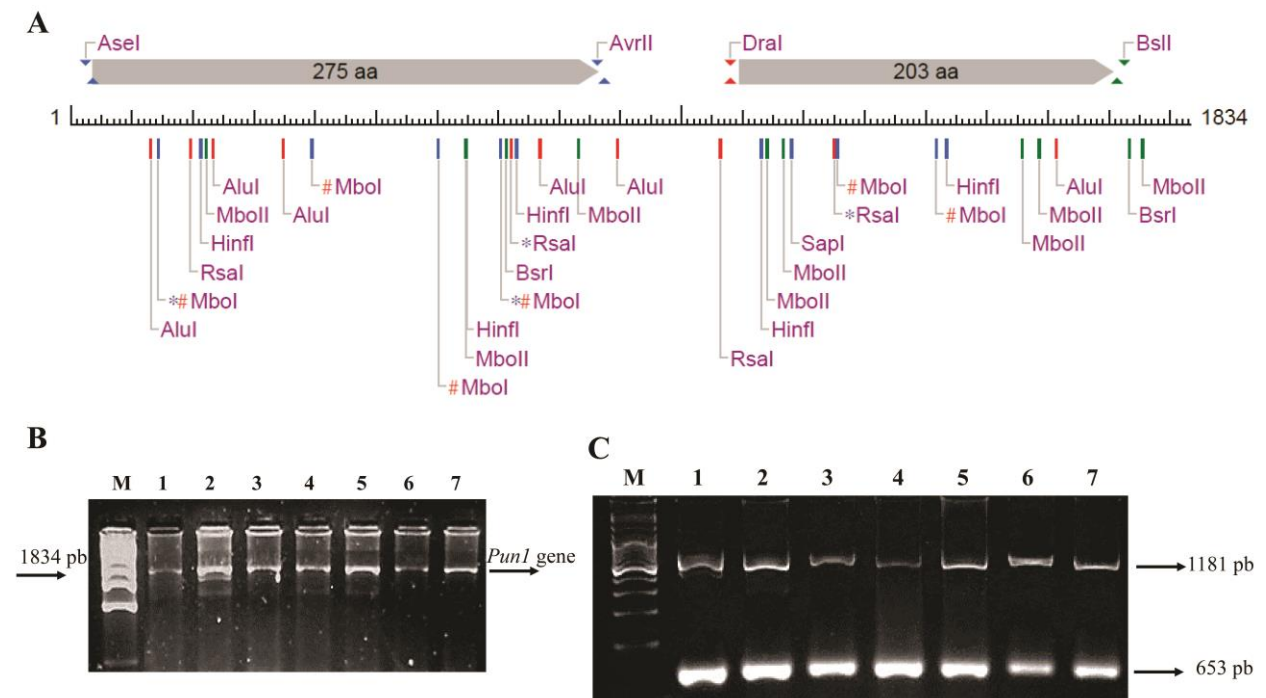 A
AseI
AvrII
DraI
BslI
275 aa
203 aa
1
1834
AluI
#MboI
AluI
AluI
#MboI
HinfI
AluI
MboII
MboII
AluI
HinfI
MboII
*RsaI
#MboI
MboII
BsrI
HinfI
*RsaI
SapI
MboII
RsaI
BsrI
MboII
*#MboI
*#MboI
MboII
AluI
HinfI
HinfI
MboII
RsaI
#MboI
B
M 1 2 3 4 5 6 7
1834 pb
Pun1 gene
C
M 1 2 3 4 5 6 7
1181 pb
653 pb